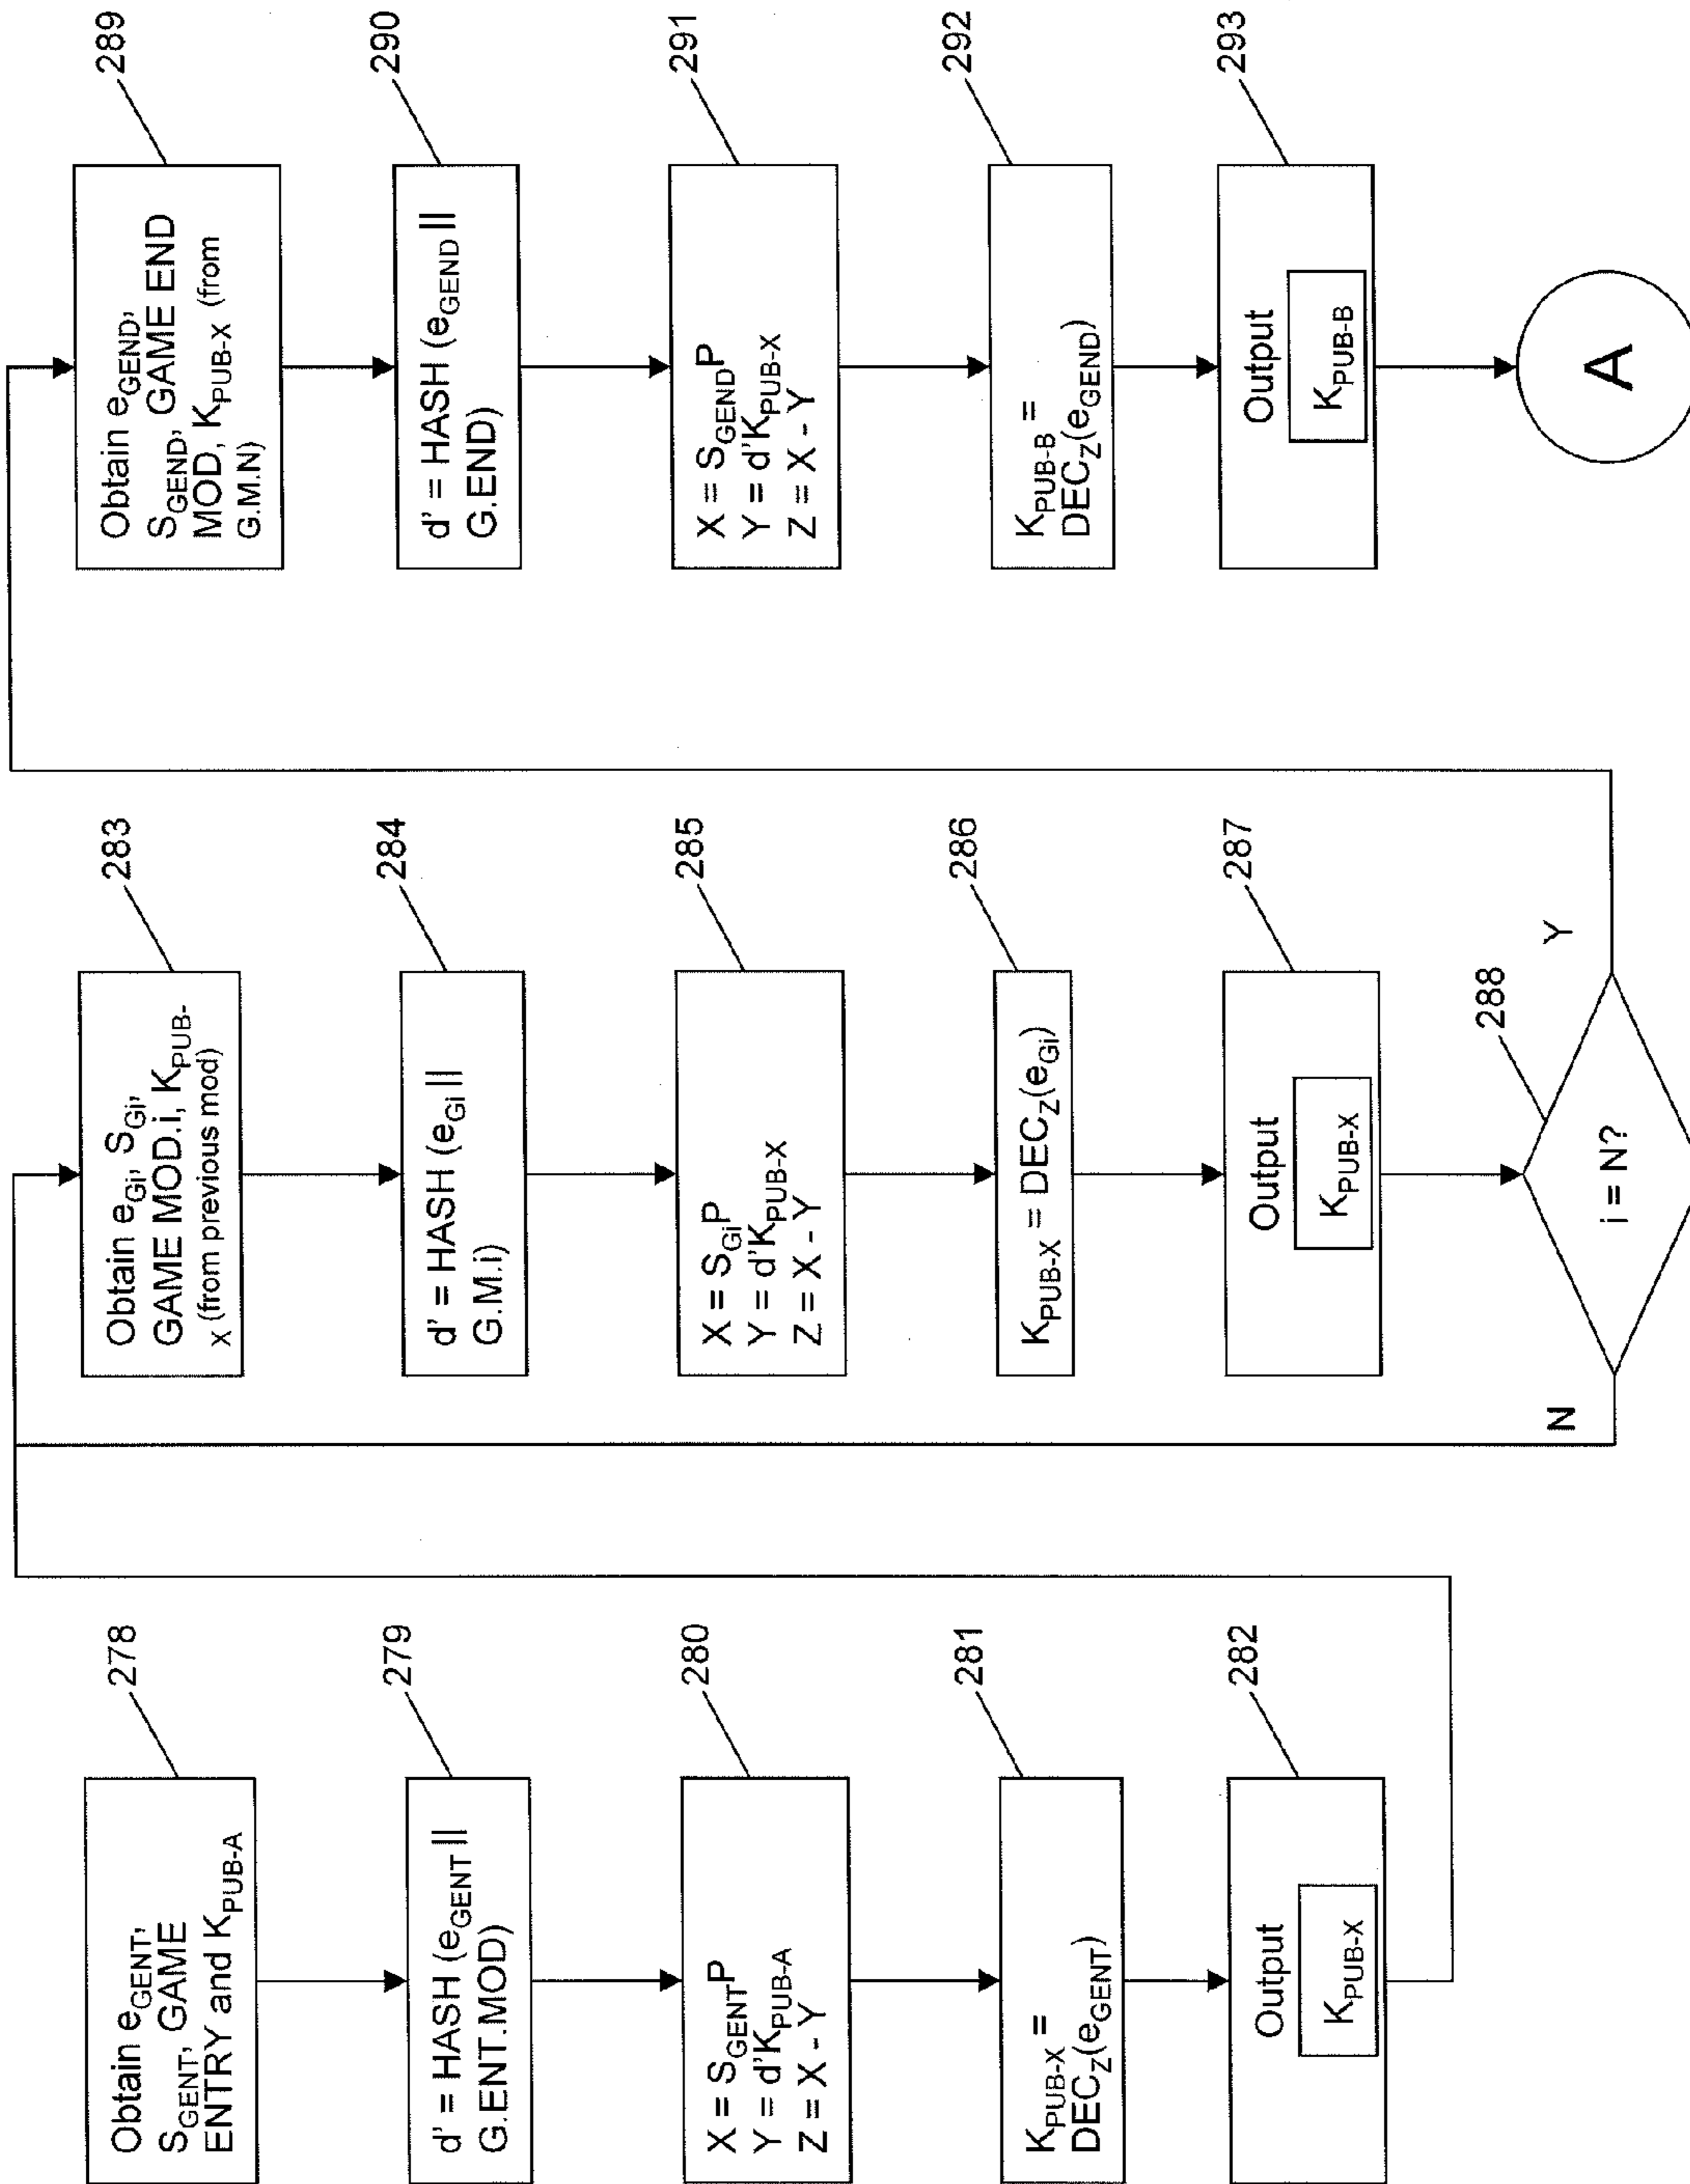 278
Obtain e_GENT,
S_GENT, GAME
ENTRY and K_PUB-A
279
d' = HASH (e_GENT ||
G.ENT.MOD)
280
X = S_GENT P
Y = d'K_PUB-A
Z = X - Y
281
K_PUB-X =
DEC_Z(e_GENT)
282
Output
K_PUB-X
283
Obtain e_Gi, S_Gi,
GAME MOD.i, K_PUB-
X (from previous mod)
284
d' = HASH (e_Gi ||
G.M.i)
285
X = S_Gi P
Y = d'K_PUB-X
Z = X - Y
286
K_PUB-X = DEC_Z(e_Gi)
287
Output
K_PUB-X
288
i = N?
N
Y
289
Obtain e_GEND,
S_GEND, GAME END
MOD, K_PUB-X (from
G.M.N)
290
d' = HASH (e_GEND ||
G.END)
291
X = S_GEND P
Y = d'K_PUB-X
Z = X - Y
292
K_PUB-B =
DEC_Z(e_GEND)
293
Output
K_PUB-B
A